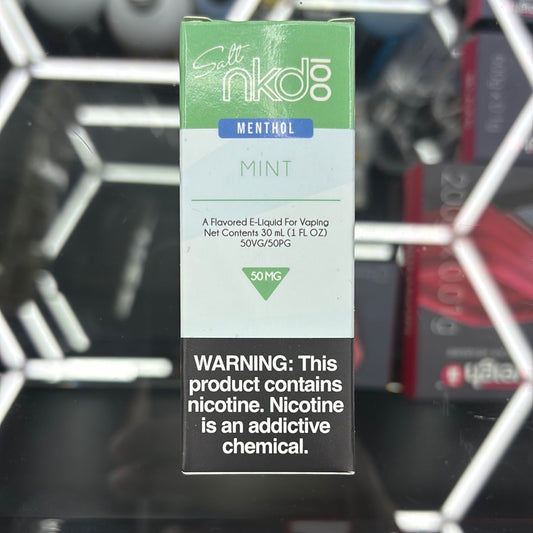 Salt
nkd 100
MENTHOL
MINT
A Flavored E-Liquid For Vaping
Net Contents 30 mL (1 FL OZ)
50VG/50PG
50 MG
WARNING: This
product contains
nicotine. Nicotine
is an addictive
chemical.